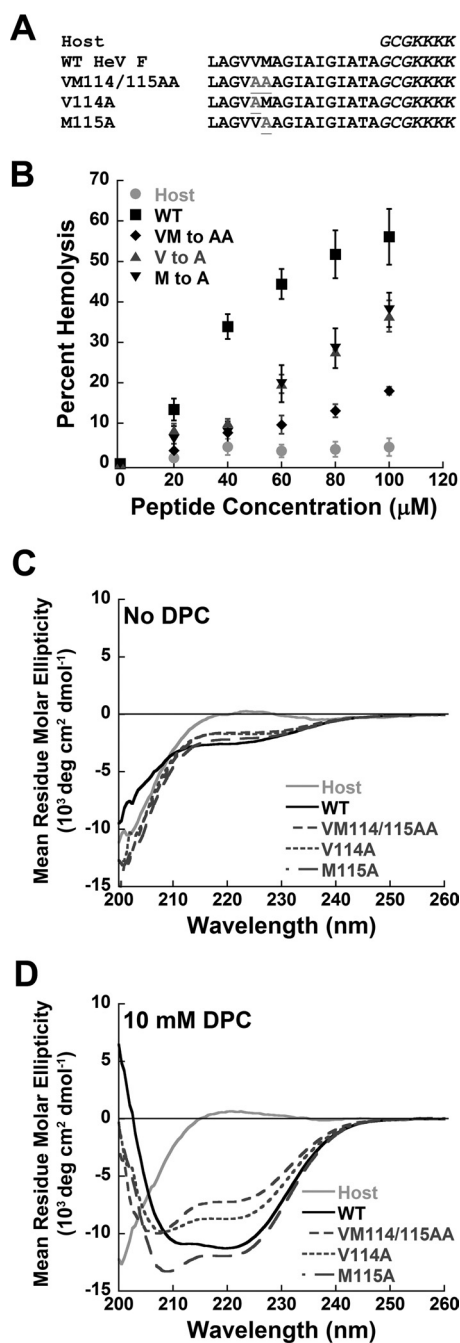 A
Host GCGKKKK
WT HeV F LAGVVMAGIAIGIATAGCGKKKK
VM114/115AA LAGVAAAGIAIGIATAGCGKKKK
V114A LAGVAMAGIAIGIATAGCGKKKK
M115A LAGVVAAGIAIGIATAGCGKKKK
B
Percent Hemolysis
70
60
50
40
30
20
10
0
Host
WT
VM to AA
V to A
M to A
0 20 40 60 80 100 120
Peptide Concentration (μM)
C
Mean Residue Molar Ellipticity
(10³ deg cm² dmol⁻¹)
10
5
0
-5
-10
-15
No DPC
Host
WT
VM114/115AA
V114A
M115A
200 210 220 230 240 250 260
Wavelength (nm)
D
Mean Residue Molar Ellipticity
(10³ deg cm² dmol⁻¹)
10
5
0
-5
-10
-15
10 mM DPC
Host
WT
VM114/115AA
V114A
M115A
200 210 220 230 240 250 260
Wavelength (nm)